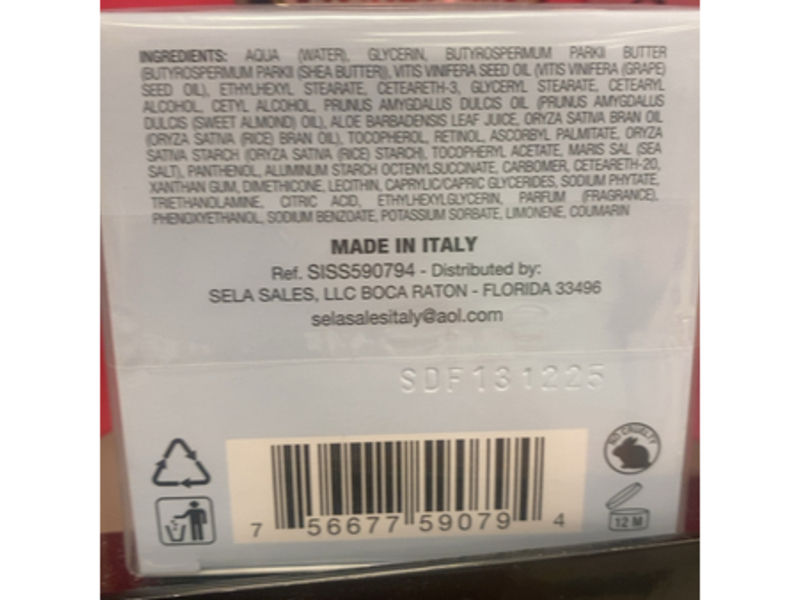 INGREDIENTS: AQUA (WATER), GLYCERIN, BUTYROSPERMUM PARKII BUTTER
(BUTYROSPERMUM PARKII (SHEA BUTTER)), VITIS VINIFERA SEED OIL (VITIS VINIFERA (GRAPE)
SEED OIL), ETHYLHEXYL STEARATE, CETEARETH-3, GLYCERYL STEARATE, CETEARYL
ALCOHOL, CETYL ALCOHOL, PRUNUS AMYGDALUS DULCIS OIL (PRUNUS AMYGDALUS
DULCIS (SWEET ALMOND) OIL), ALOE BARBADENSIS LEAF JUICE, ORYZA SATIVA BRAN OIL
(ORYZA SATIVA (RICE) BRAN OIL), TOCOPHEROL, RETINOL, ASCORBYL PALMITATE, ORYZA
SATIVA STARCH (ORYZA SATIVA (RICE) STARCH), TOCOPHERYL ACETATE, MARIS SAL (SEA
SALT), PANTHENOL, ALUMINUM STARCH OCTENYLSUCCINATE, CARBOMER, CETEARETH-20,
XANTHAN GUM, DIMETHICONE, LECITHIN, CAPRYLIC/CAPRIC GLYCERIDES, SODIUM PHYTATE,
TRIETHANOLAMINE, CITRIC ACID, ETHYLHEXYLGLYCERIN, PARFUM (FRAGRANCE),
PHENOXYETHANOL, SODIUM BENZOATE, POTASSIUM SORBATE, LIMONENE, COUMARIN
MADE IN ITALY
Ref. SISS590794 - Distributed by:
SELA SALES, LLC BOCA RATON - FLORIDA 33496
selasalesitaly@aol.com
SDF131225
NO CRUELTY
12 M
7 56677 59079 4